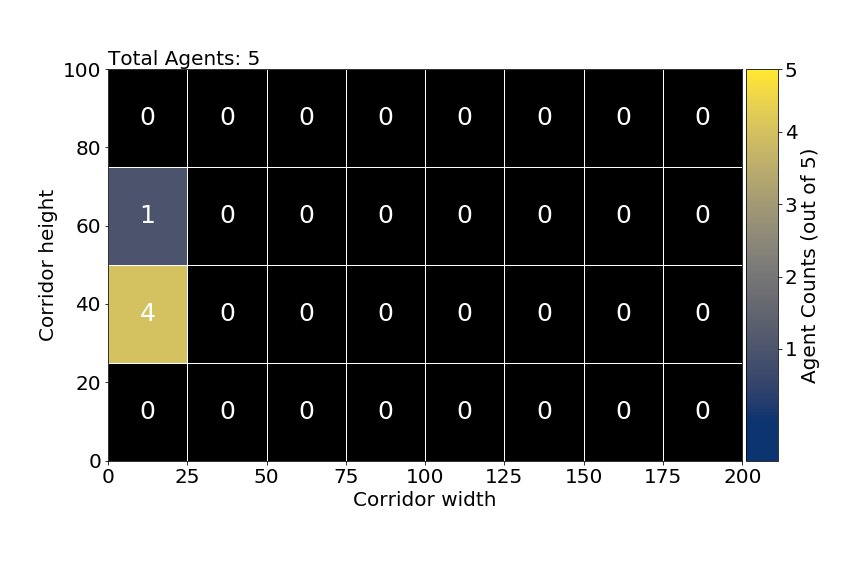 Total Agents: 5
100
80
60
40
20
0
Corridor height
0 0 0 0 0 0 0 0
1 0 0 0 0 0 0 0
4 0 0 0 0 0 0 0
0 0 0 0 0 0 0 0
0 25 50 75 100 125 150 175 200
Corridor width
5
4
3
2
1
Agent Counts (out of 5)